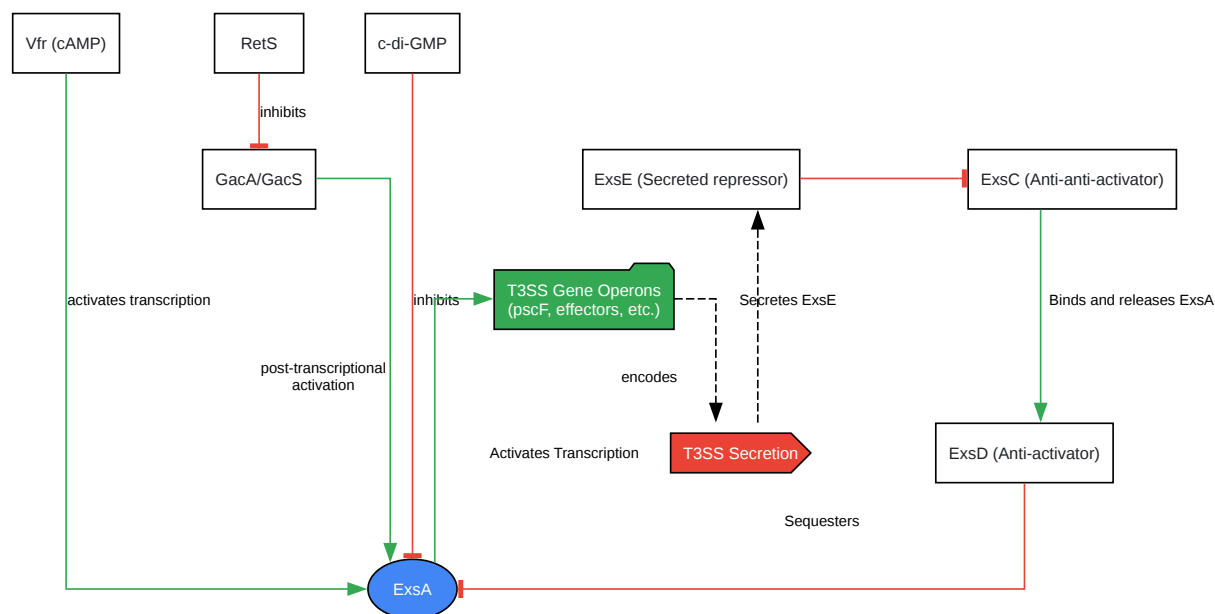 Vfr (cAMP)
RetS
c-di-GMP
inhibits
GacA/GacS
ExsE (Secreted repressor)
ExsC (Anti-anti-activator)
activates transcription
inhibits
T3SS Gene Operons
(pscF, effectors, etc.)
Secretes ExsE
Binds and releases ExsA
post-transcriptional
activation
encodes
Activates Transcription
T3SS Secretion
ExsD (Anti-activator)
Sequesters
ExsA